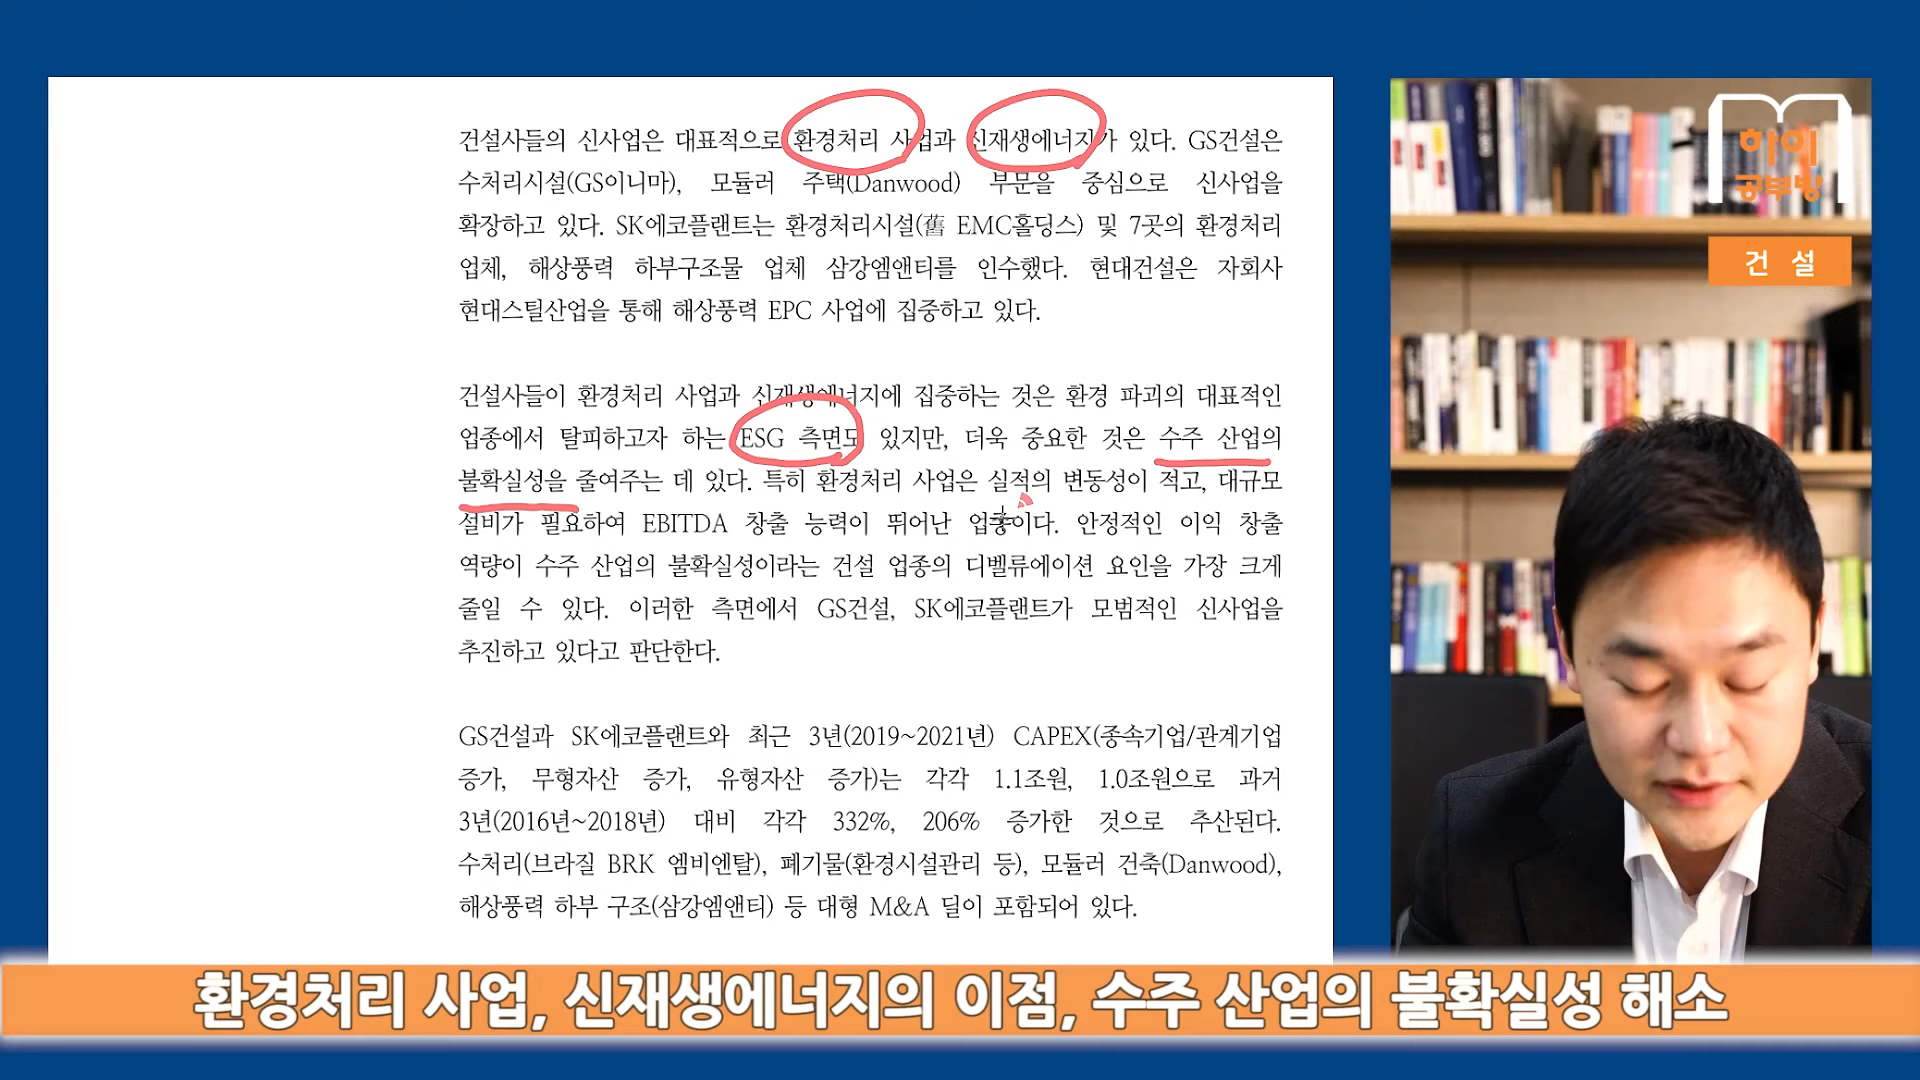 건설사들의 신사업은 대표적으로 환경처리 사업과 신재생에너지가 있다. GS건설은
수처리시설(GS이니마), 모듈러 주택(Danwood) 부문을 중심으로 신사업을
확장하고 있다. SK에코플랜트는 환경처리시설(舊 EMC홀딩스) 및 7곳의 환경처리
업체, 해상풍력 하부구조물 업체 삼강엠앤티를 인수했다. 현대건설은 자회사
현대스틸산업을 통해 해상풍력 EPC 사업에 집중하고 있다.
건설사들이 환경처리 사업과 신재생에너지에 집중하는 것은 환경 파괴의 대표적인
업종에서 탈피하고자 하는 ESG 측면도 있지만, 더욱 중요한 것은 수주 산업의
불확실성을 줄여주는 데 있다. 특히 환경처리 사업은 실적의 변동성이 적고, 대규모
설비가 필요하여 EBITDA 창출 능력이 뛰어난 업종이다. 안정적인 이익 창출
역량이 수주 산업의 불확실성이라는 건설 업종의 디벨류에이션 요인을 가장 크게
줄일 수 있다. 이러한 측면에서 GS건설, SK에코플랜트가 모범적인 신사업을
추진하고 있다고 판단한다.
GS건설과 SK에코플랜트와 최근 3년(2019~2021년) CAPEX(종속기업/관계기업
증가, 무형자산 증가, 유형자산 증가)는 각각 1.1조원, 1.0조원으로 과거
3년(2016년~2018년) 대비 각각 332%, 206% 증가한 것으로 추산된다.
수처리(브라질 BRK 엠비엔탈), 폐기물(환경시설관리 등), 모듈러 건축(Danwood),
해상풍력 하부 구조(삼강엠앤티) 등 대형 M&A 딜이 포함되어 있다.
하이
공부방
건 설
환경처리 사업, 신재생에너지의 이점, 수주 산업의 불확실성 해소